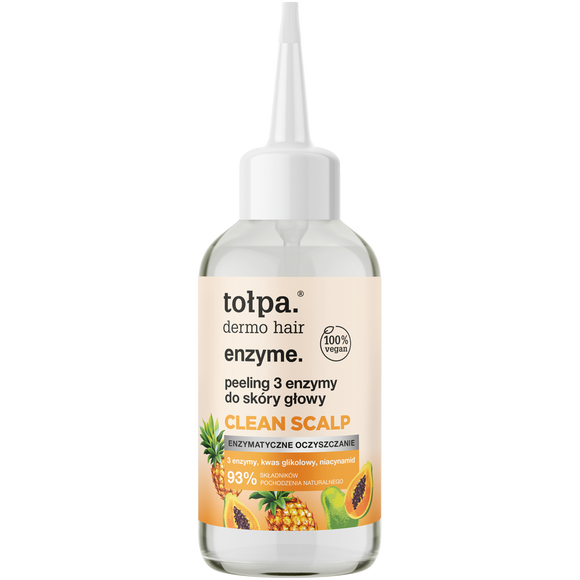 tołpa.®
dermo hair
enzyme.
100%
vegan
peeling 3 enzymy
do skóry głowy
CLEAN SCALP
ENZYMATYCZNE OCZYSZCZANIE
3 enzymy, kwas glikolowy, niacynamid
93% SKŁADNIKÓW
POCHODZENIA NATURALNEGO